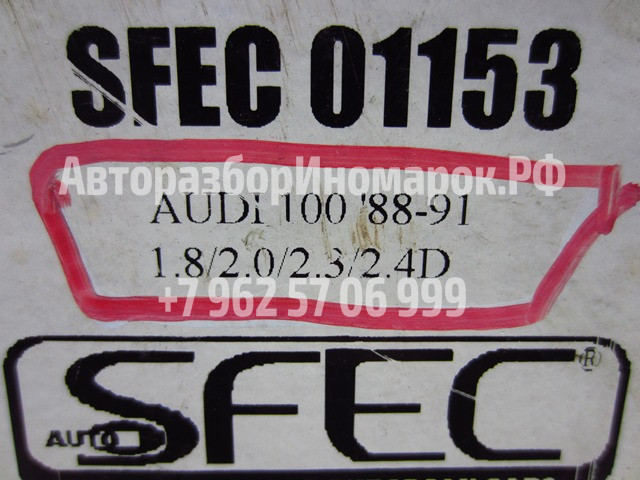 SFEC 01153
АвторазборИномарок.РФ
AUDI 100 '88-91
1.8/2.0/2.3/2.4D
+7 962 57 06 999
SFEC ®
AUTO